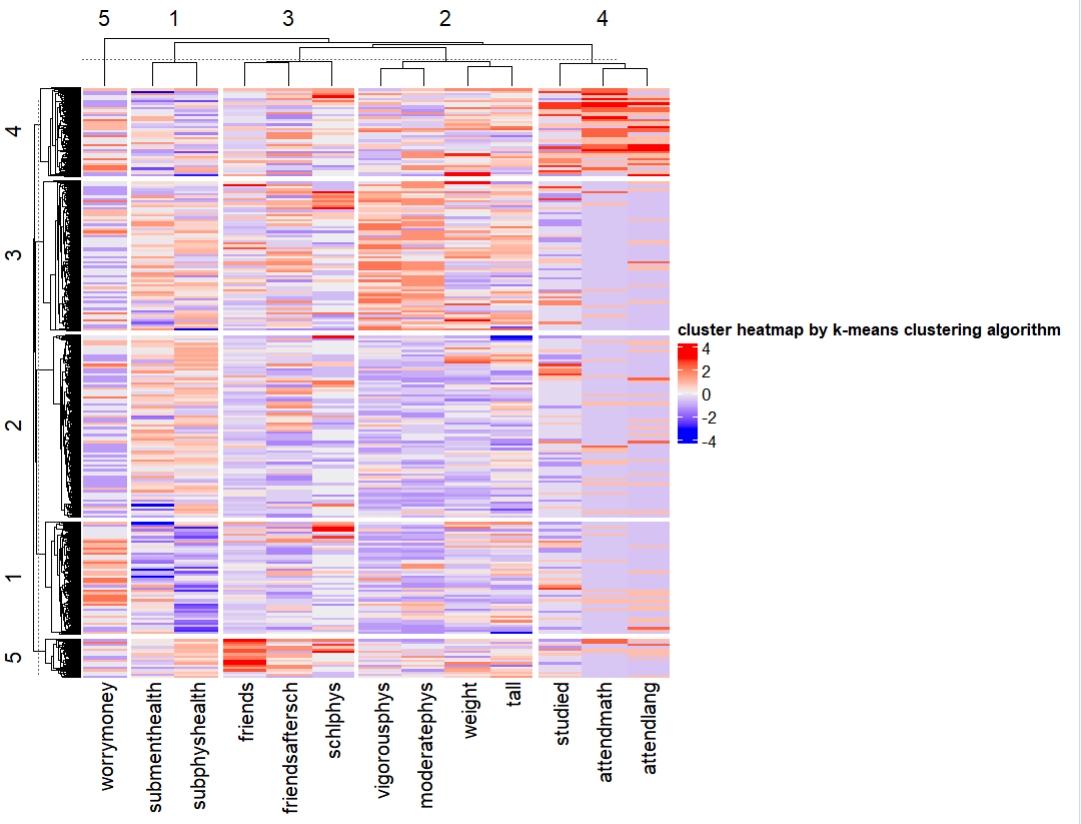 5 1 3 2 4
4
3
2
1
5
cluster heatmap by k-means clustering algorithm
4
2
0
-2
-4
worrymoney
submenthealth
subphyshealth
friends
friendsaftersch
schlphys
vigorousphys
moderatephys
weight
tall
studied
attendmath
attendlang